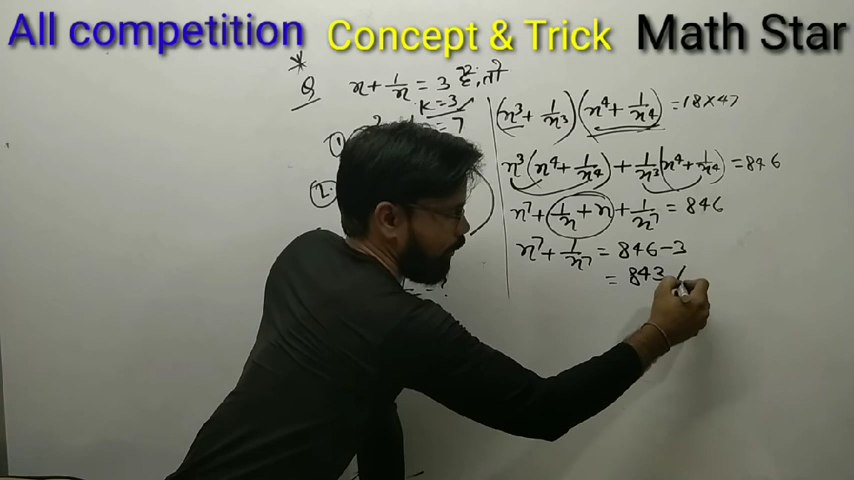 All competition Concept & Trick Math Star
* Q x + 1/x = 3
K = 3
① = 7
②
(x³ + 1/x³)(x⁴ + 1/x⁴) = 18×47
x³(x⁴ + 1/x⁴) + 1/x³(x⁴ + 1/x⁴) = 846
x⁷ + 1/x + x + 1/x⁷ = 846
x⁷ + 1/x⁷ = 846 - 3
= 843